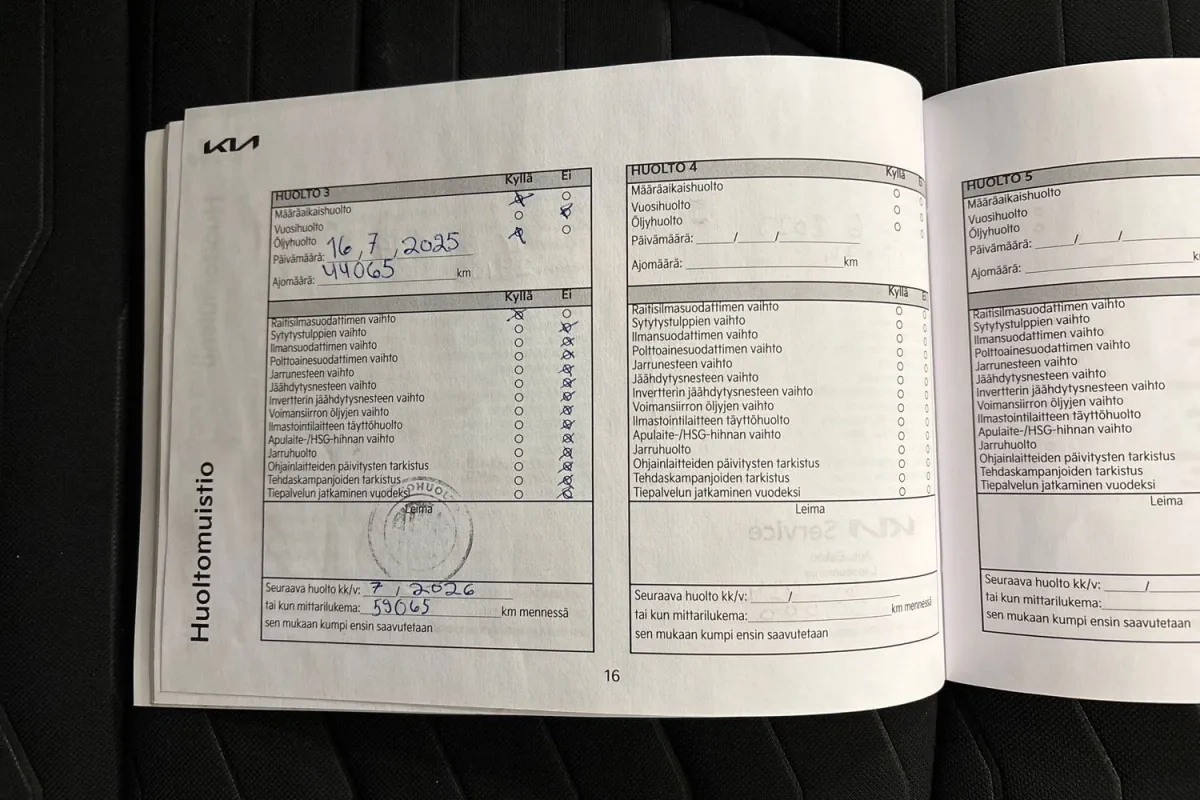 KIA
Huoltomuistio
HUOLTO 3 Kyllä Ei
Määräaikaishuolto
Vuosihuolto
Öljyhuolto
Päivämäärä: 16,7,2025
Ajomäärä: 44065 km
Kyllä Ei
Raitisilmasuodattimen vaihto
Sytytystulppien vaihto
Ilmansuodattimen vaihto
Polttoainesuodattimen vaihto
Jarrunesteen vaihto
Jäähdytysnesteen vaihto
Invertterin jäähdytysnesteen vaihto
Voimansiirron öljyjen vaihto
Ilmastointilaitteen täyttöhuolto
Apulaite-/HSG-hihnan vaihto
Jarruhuolto
Ohjainlaitteiden päivitysten tarkistus
Tehdaskampanjoiden tarkistus
Tiepalvelun jatkaminen vuodeksi
Leima
Seuraava huolto kk/v: 7, 2026
tai kun mittarilukema: 59065 km mennessä
sen mukaan kumpi ensin saavutetaan
HUOLTO 4 Kyllä Ei
Määräaikaishuolto
Vuosihuolto
Öljyhuolto
Päivämäärä: / /
Ajomäärä: km
Kyllä Ei
Raitisilmasuodattimen vaihto
Sytytystulppien vaihto
Ilmansuodattimen vaihto
Polttoainesuodattimen vaihto
Jarrunesteen vaihto
Jäähdytysnesteen vaihto
Invertterin jäähdytysnesteen vaihto
Voimansiirron öljyjen vaihto
Ilmastointilaitteen täyttöhuolto
Apulaite-/HSG-hihnan vaihto
Jarruhuolto
Ohjainlaitteiden päivitysten tarkistus
Tehdaskampanjoiden tarkistus
Tiepalvelun jatkaminen vuodeksi
Leima
Seuraava huolto kk/v: /
tai kun mittarilukema: km mennessä
sen mukaan kumpi ensin saavutetaan
16
HUOLTO 5
Määräaikaishuolto
Vuosihuolto
Öljyhuolto
Päivämäärä: / /
Ajomäärä:
Raitisilmasuodattimen vaihto
Sytytystulppien vaihto
Ilmansuodattimen vaihto
Polttoainesuodattimen vaihto
Jarrunesteen vaihto
Jäähdytysnesteen vaihto
Invertterin jäähdytysnesteen vaihto
Voimansiirron öljyjen vaihto
Ilmastointilaitteen täyttöhuolto
Apulaite-/HSG-hihnan vaihto
Jarruhuolto
Ohjainlaitteiden päivitysten tarkistus
Tehdaskampanjoiden tarkistus
Tiepalvelun jatkaminen vuodeksi
Leima
Seuraava huolto kk/v: /
tai kun mittarilukema:
sen mukaan kumpi ensin saavutetaan